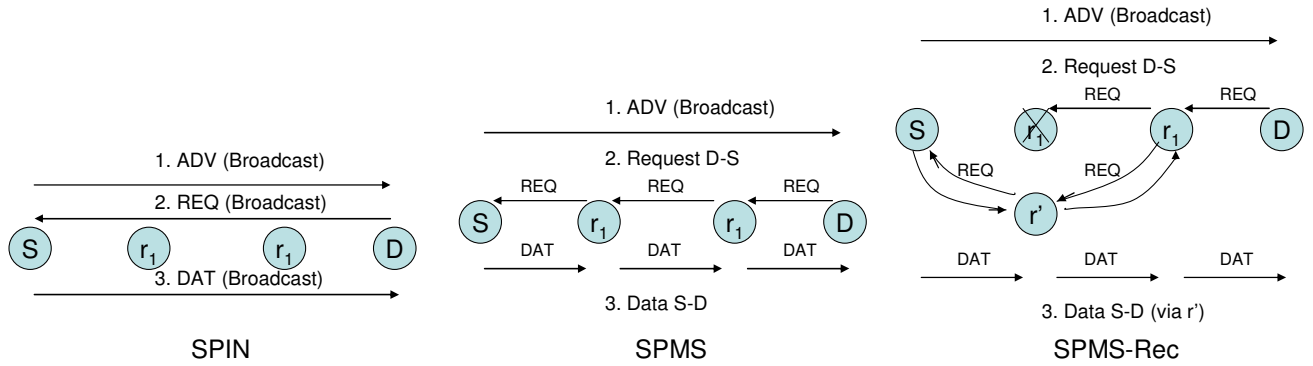 1. ADV (Broadcast)
2. REQ (Broadcast)
S r1 r1 D
3. DAT (Broadcast)
SPIN
1. ADV (Broadcast)
2. Request D-S
REQ REQ REQ
S r1 r1 D
DAT DAT DAT
3. Data S-D
SPMS
1. ADV (Broadcast)
2. Request D-S
REQ REQ
S r1 r1 D
REQ REQ
r'
DAT DAT DAT
3. Data S-D (via r')
SPMS-Rec